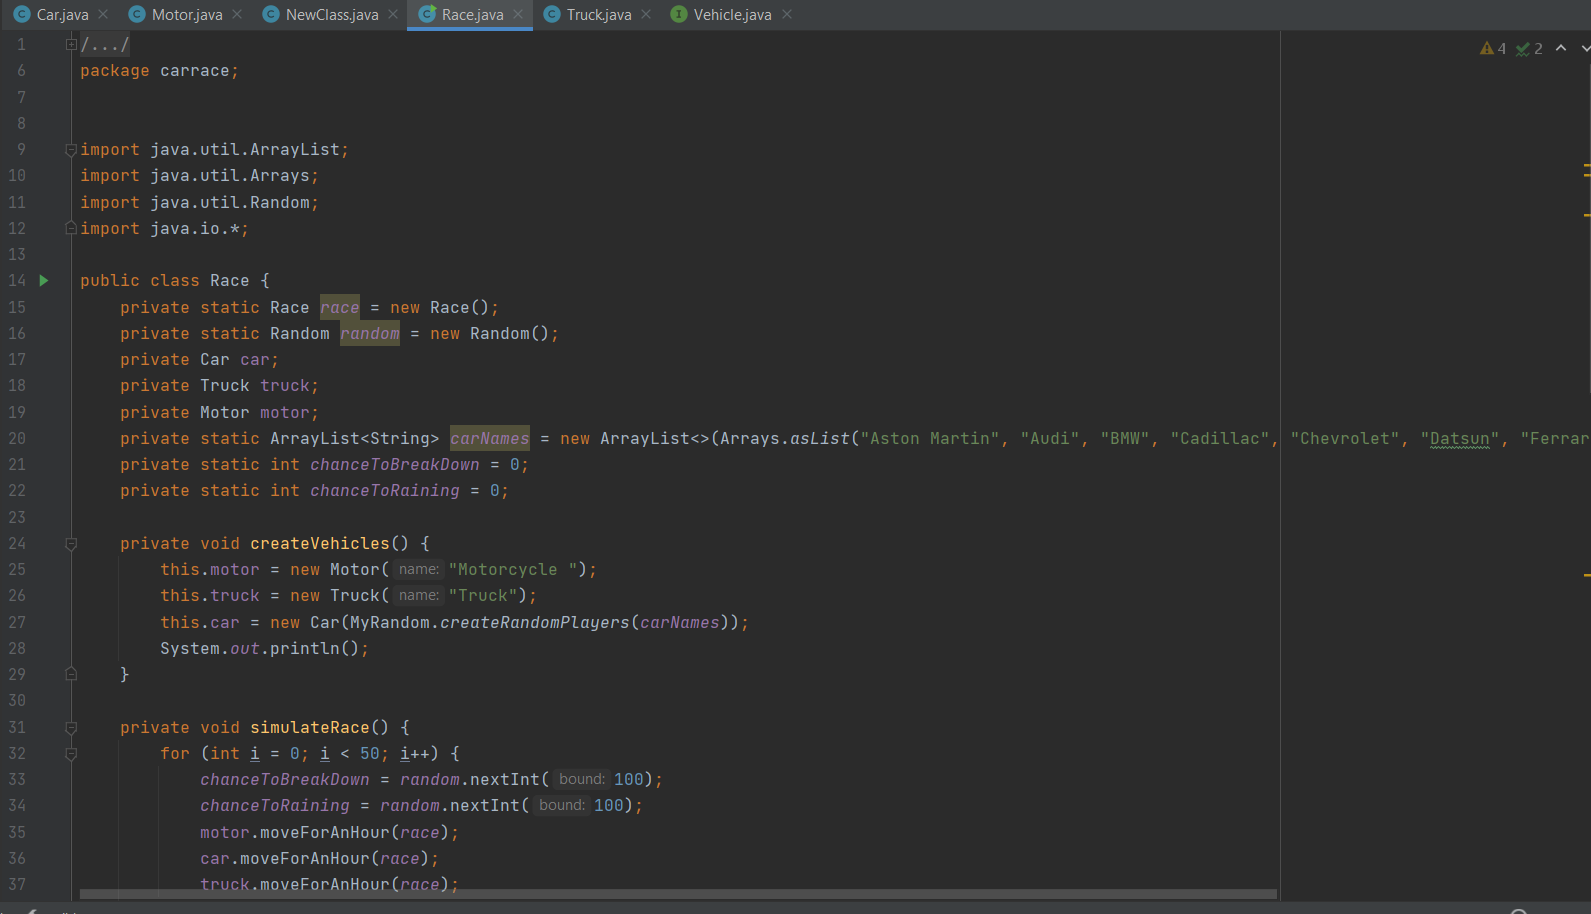 Car.java Motor.java NewClass.java Race.java Truck.java Vehicle.java
1 /.../ 4 2
6 package carrace;
7
8
9 import java.util.ArrayList;
10 import java.util.Arrays;
11 import java.util.Random;
12 import java.io.*;
13
14 public class Race {
15 private static Race race = new Race();
16 private static Random random = new Random();
17 private Car car;
18 private Truck truck;
19 private Motor motor;
20 private static ArrayList<String> carNames = new ArrayList<>(Arrays.asList("Aston Martin", "Audi", "BMW", "Cadillac", "Chevrolet", "Datsun", "Ferrar
21 private static int chanceToBreakDown = 0;
22 private static int chanceToRaining = 0;
23
24 private void createVehicles() {
25 this.motor = new Motor( name: "Motorcycle ");
26 this.truck = new Truck( name: "Truck");
27 this.car = new Car(MyRandom.createRandomPlayers(carNames));
28 System.out.println();
29 }
30
31 private void simulateRace() {
32 for (int i = 0; i < 50; i++) {
33 chanceToBreakDown = random.nextInt( bound: 100);
34 chanceToRaining = random.nextInt( bound: 100);
35 motor.moveForAnHour(race);
36 car.moveForAnHour(race);
37 truck.moveForAnHour(race);